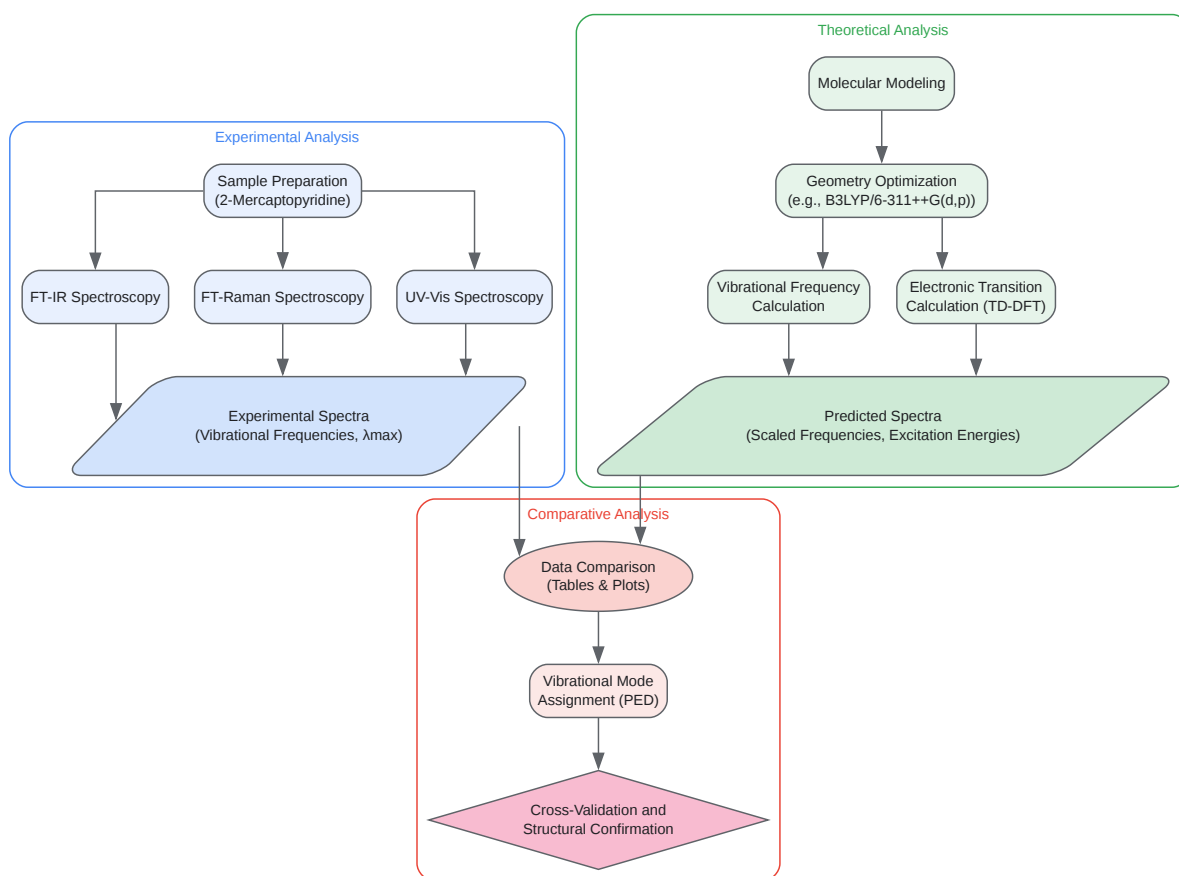 Theoretical Analysis
Molecular Modeling
Experimental Analysis
Sample Preparation
(2-Mercaptopyridine)
Geometry Optimization
(e.g., B3LYP/6-311++G(d,p))
FT-IR Spectroscopy
FT-Raman Spectroscopy
UV-Vis Spectroscopy
Vibrational Frequency
Calculation
Electronic Transition
Calculation (TD-DFT)
Experimental Spectra
(Vibrational Frequencies, λmax)
Predicted Spectra
(Scaled Frequencies, Excitation Energies)
Comparative Analysis
Data Comparison
(Tables & Plots)
Vibrational Mode
Assignment (PED)
Cross-Validation and
Structural Confirmation